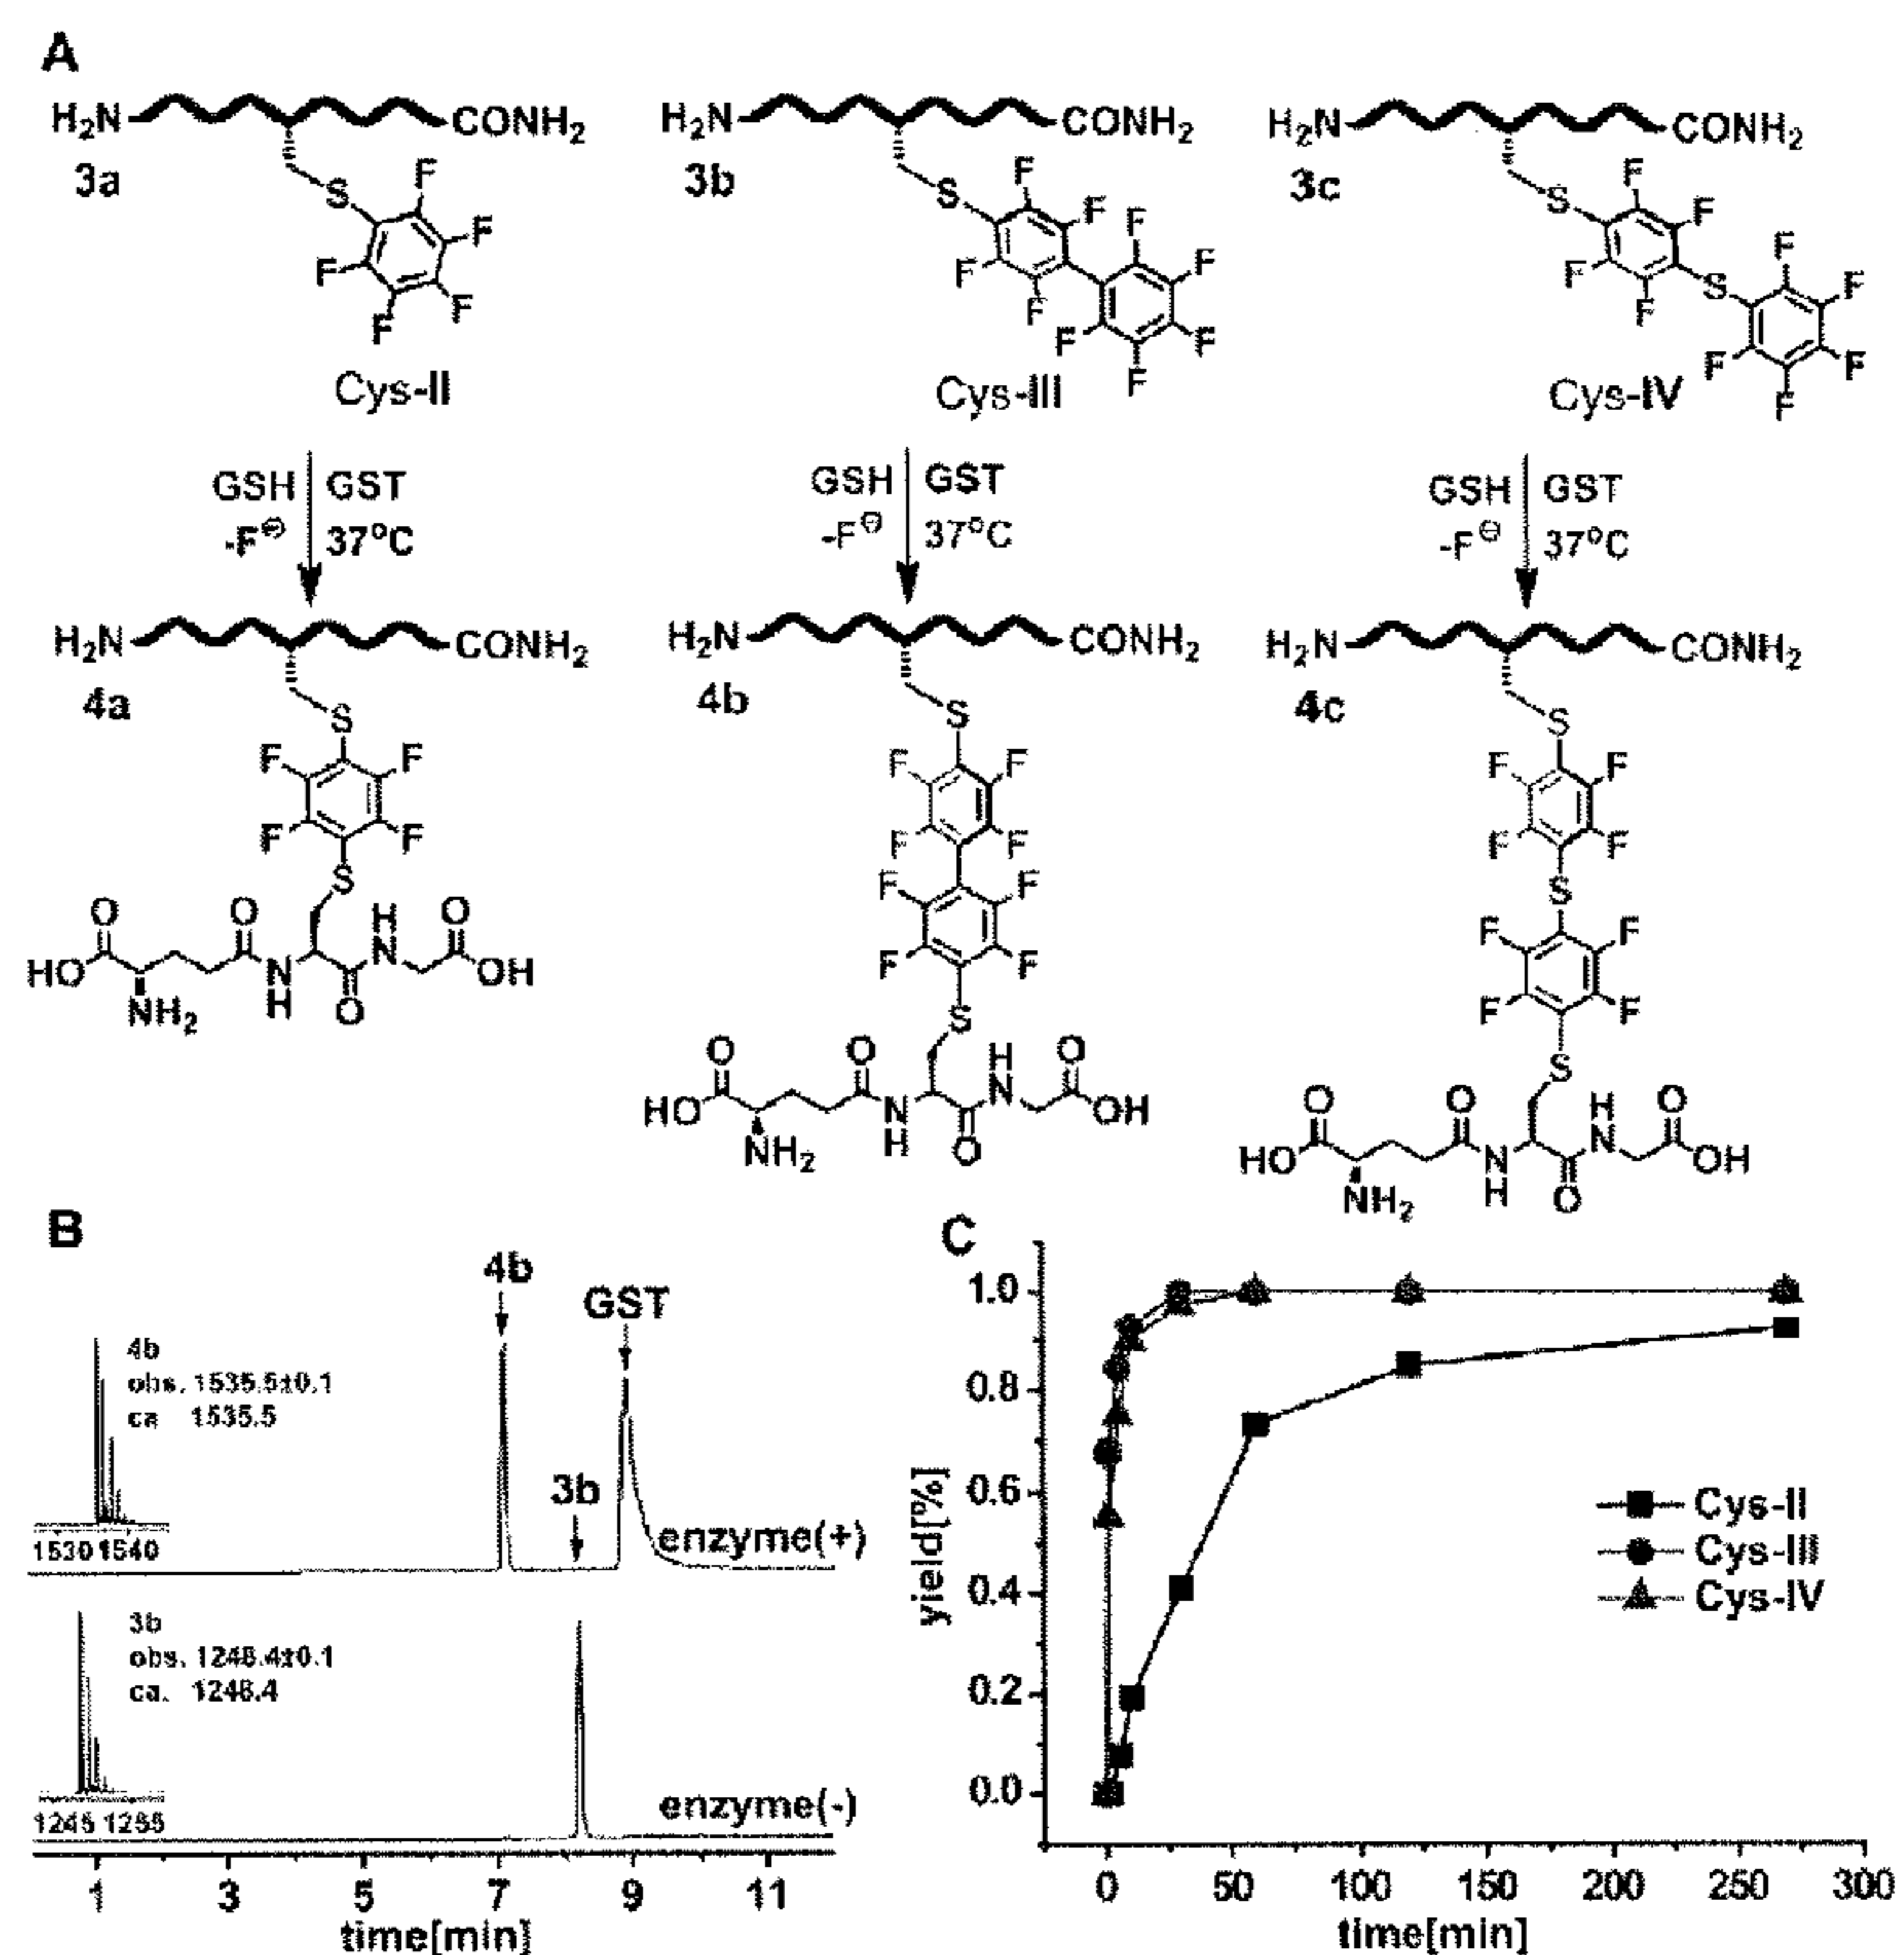 A
H₂N CONH₂ H₂N CONH₂ H₂N CONH₂
3a 3b 3c
S F F F F F
S F F F F F F F F F
S F F F F S F F F F F
Cys-II Cys-III Cys-IV
GSH GST GSH GST GSH GST
-F⊖ 37°C -F⊖ 37°C -F⊖ 37°C
H₂N CONH₂ H₂N CONH₂ H₂N CONH₂
4a 4b 4c
S F F F F S
O O H O
HO NH₂ N H O N OH
S F F F F F F F F S
O O H O
HO NH₂ N H O N OH
S F F F F S F F F F S
O O H O
HO NH₂ N H O N OH
B
4b
GST
4b
obs. 1535.5±0.1
ca 1535.5
1530 1540
3b
enzyme(+)
3b
obs. 1248.4±0.1
ca. 1248.4
1245 1255
enzyme(-)
1 3 5 7 9 11
time[min]
C
yield[%]
1.0
0.8
0.6
0.4
0.2
0.0
Cys-II
Cys-III
Cys-IV
0 50 100 150 200 250 300
time[min]